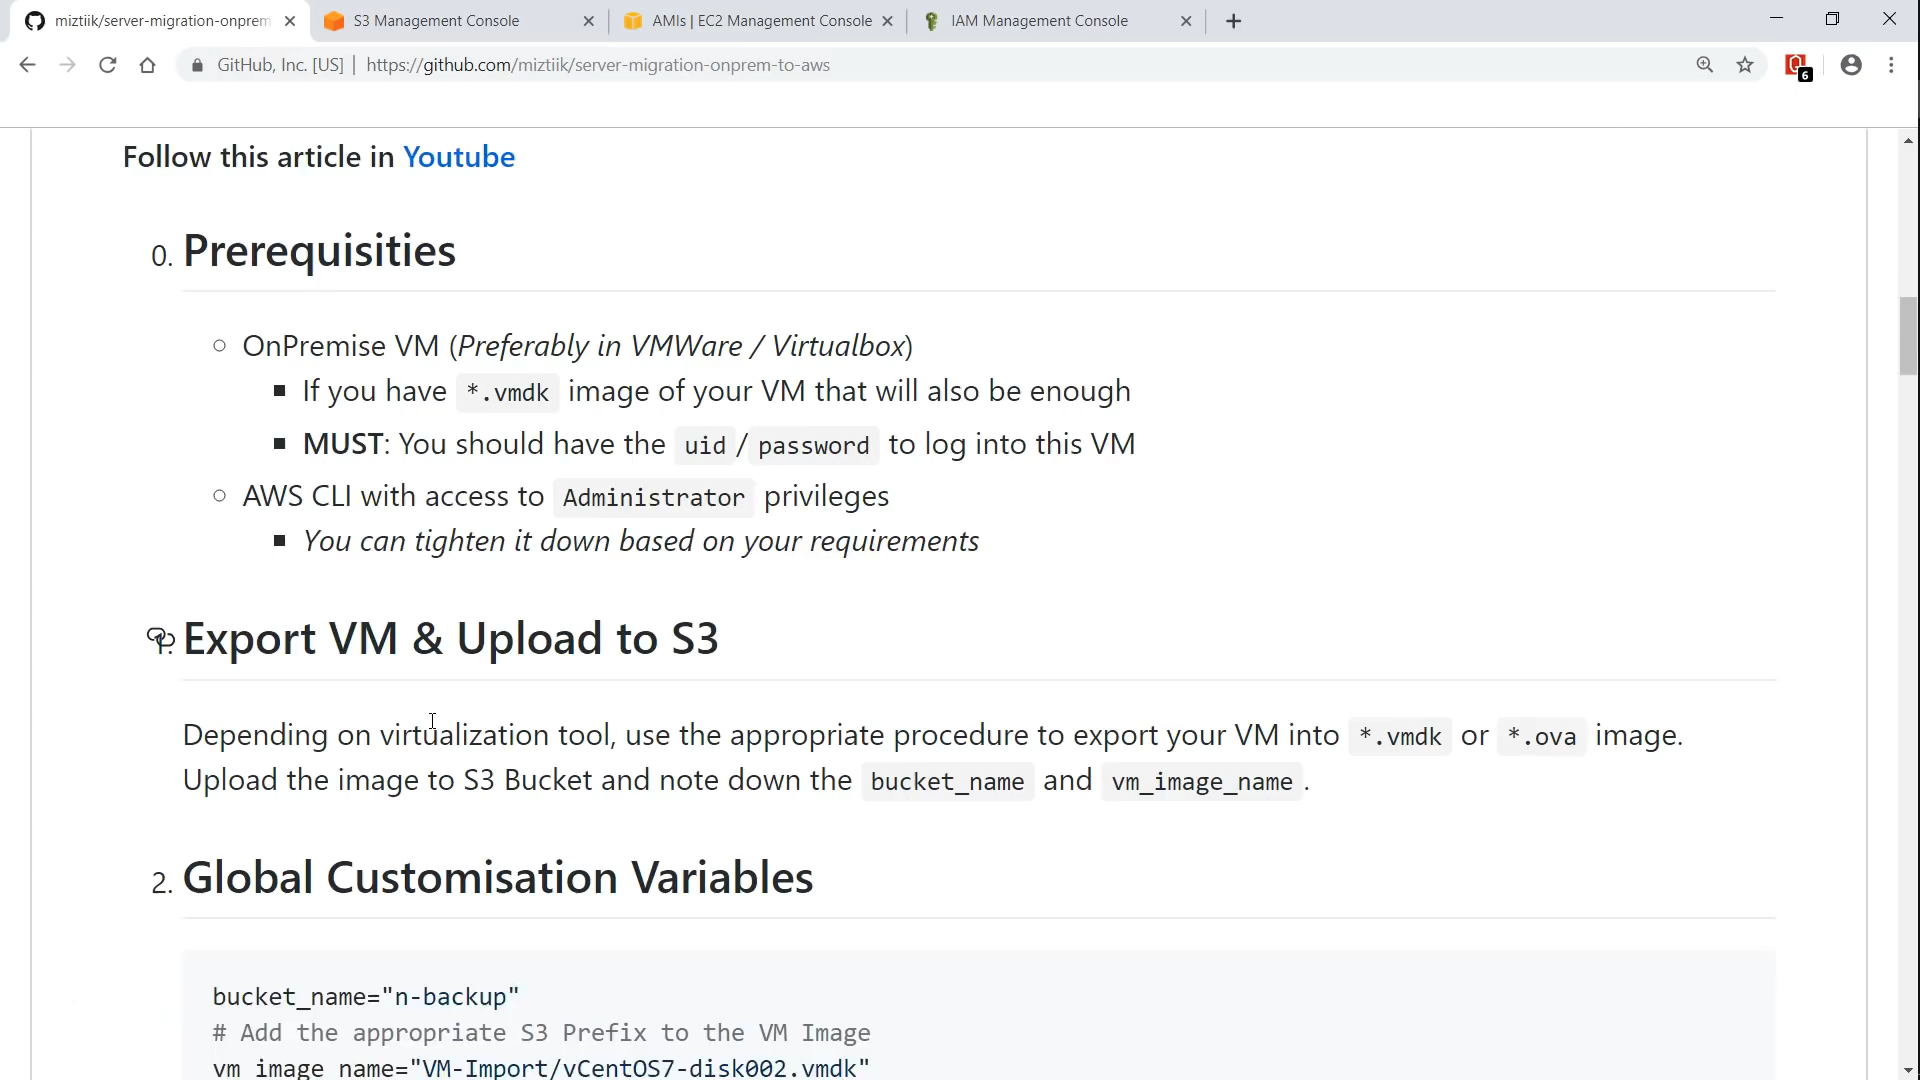 miztiik/server-migration-onprem
S3 Management Console
AMIs | EC2 Management Console
IAM Management Console
GitHub, Inc. [US] | https://github.com/miztiik/server-migration-onprem-to-aws
6
Follow this article in Youtube
0. Prerequisities
OnPremise VM (Preferably in VMWare / Virtualbox)
If you have *.vmdk image of your VM that will also be enough
MUST: You should have the uid / password to log into this VM
AWS CLI with access to Administrator privileges
You can tighten it down based on your requirements
1. Export VM & Upload to S3
Depending on virtualization tool, use the appropriate procedure to export your VM into *.vmdk or *.ova image.
Upload the image to S3 Bucket and note down the bucket_name and vm_image_name .
2. Global Customisation Variables
bucket_name="n-backup"
# Add the appropriate S3 Prefix to the VM Image
vm_image_name="VM-Import/vCentOS7-disk002.vmdk"